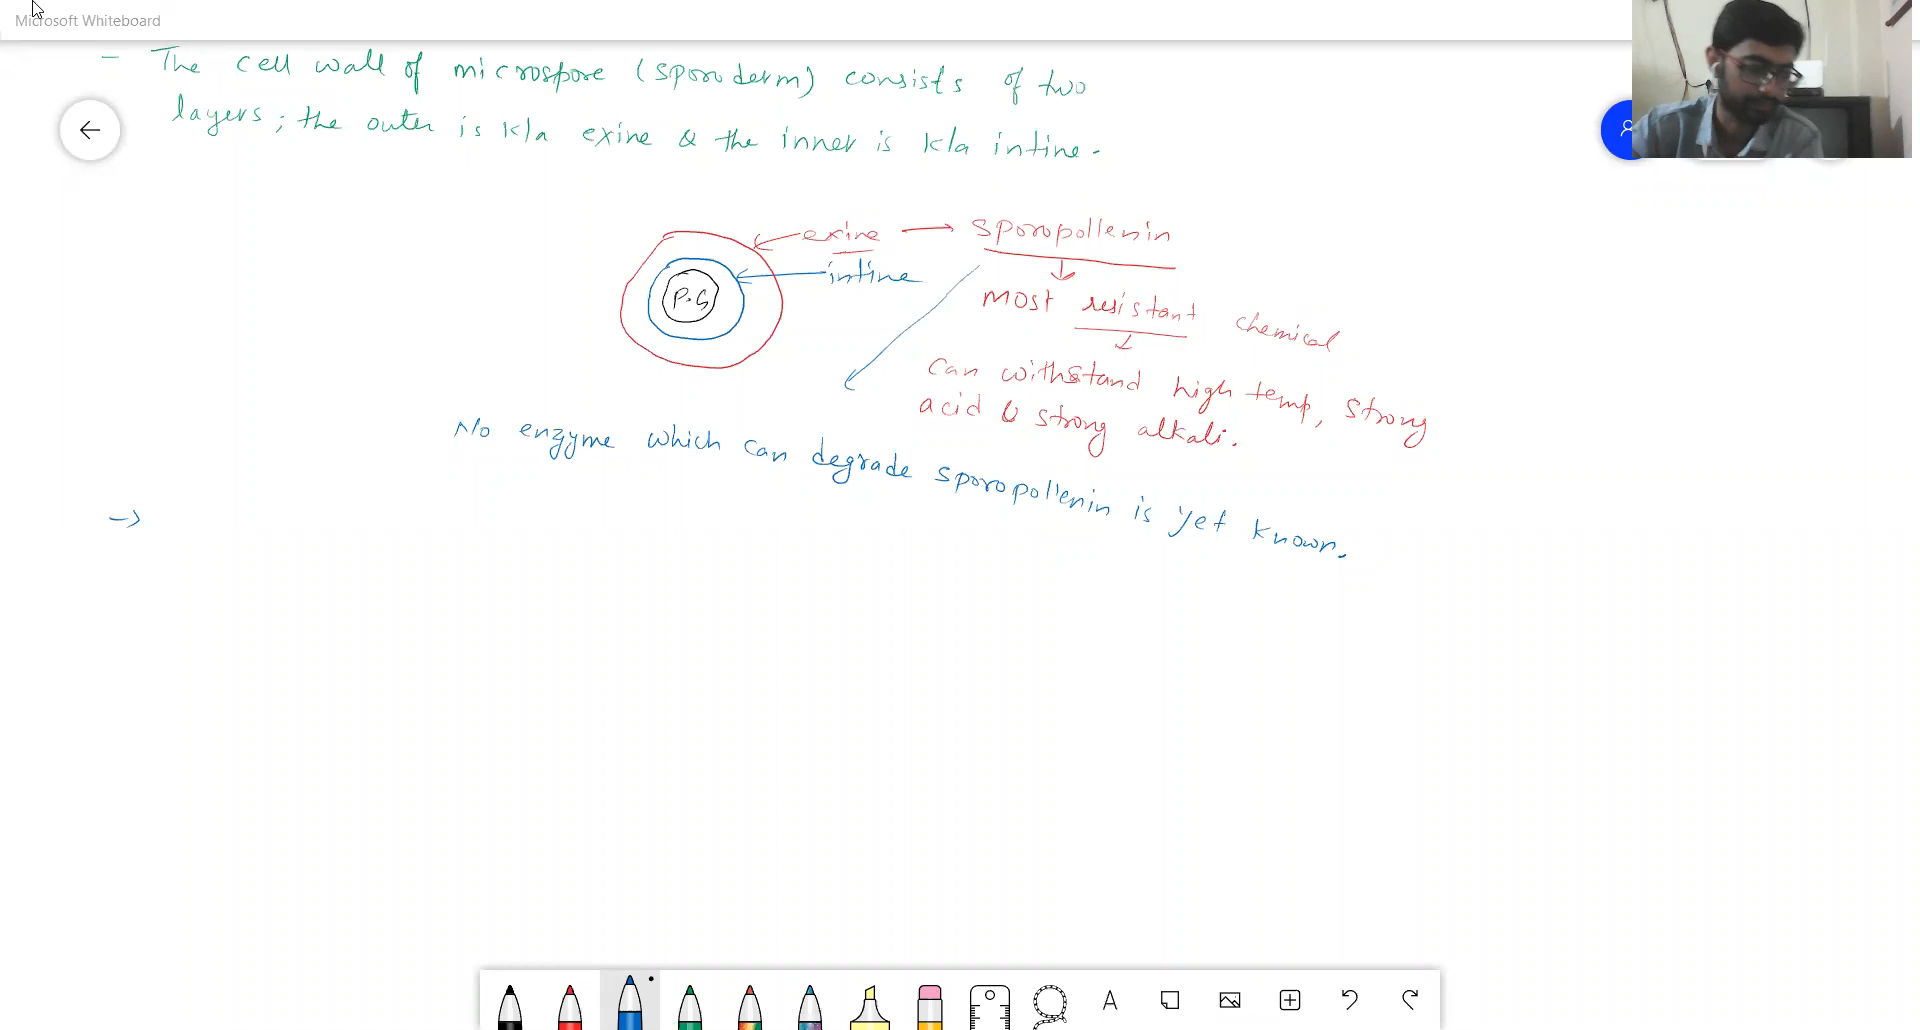 Microsoft Whiteboard
- The cell wall of microspore (sporoderm) consists of two
layers; the outer is k/a exine & the inner is k/a intine.
exine → sporopollenin
intine
P.G
most resistant chemical
can withstand high temp, strong
acid & strong alkali.
No enzyme which can degrade sporopollenin is yet known.
→
A